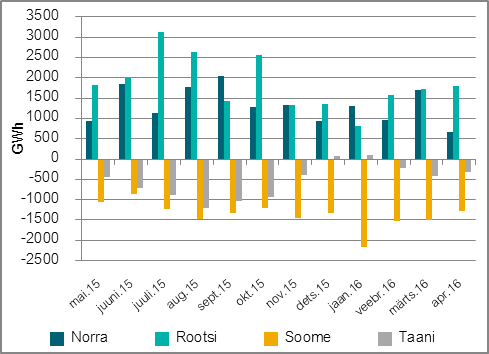 3500
3000
2500
2000
1500
1000
500
0
-500
-1000
-1500
-2000
-2500
GWh
mai.15
juuni.15
juuli.15
aug.15
sept.15
okt.15
nov.15
dets.15
jaan.16
veebr.16
märts.16
apr.16
Norra Rootsi Soome Taani